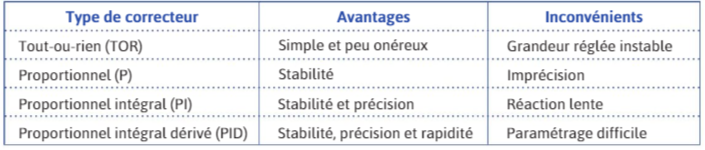 Type de correcteur Avantages Inconvénients
Tout-ou-rien (TOR) Simple et peu onéreux Grandeur réglée instable
Proportionnel (P) Stabilité Imprécision
Proportionnel intégral (PI) Stabilité et précision Réaction lente
Proportionnel intégral dérivé (PID) Stabilité, précision et rapidité Paramétrage difficile